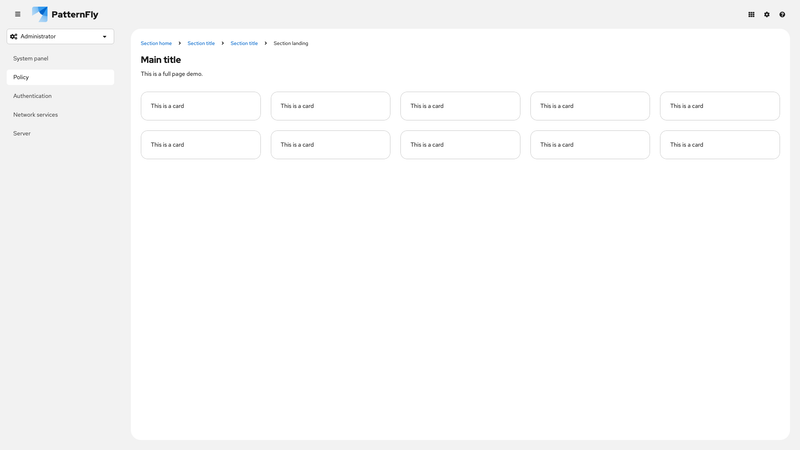 PatternFly
Administrator
System panel
Policy
Authentication
Network services
Server
Section home Section title Section title Section landing
Main title
This is a full page demo.
This is a card This is a card This is a card This is a card This is a card
This is a card This is a card This is a card This is a card This is a card